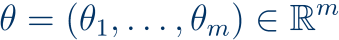 θ = (θ₁, . . . , θₘ) ∈ ℝᵐ